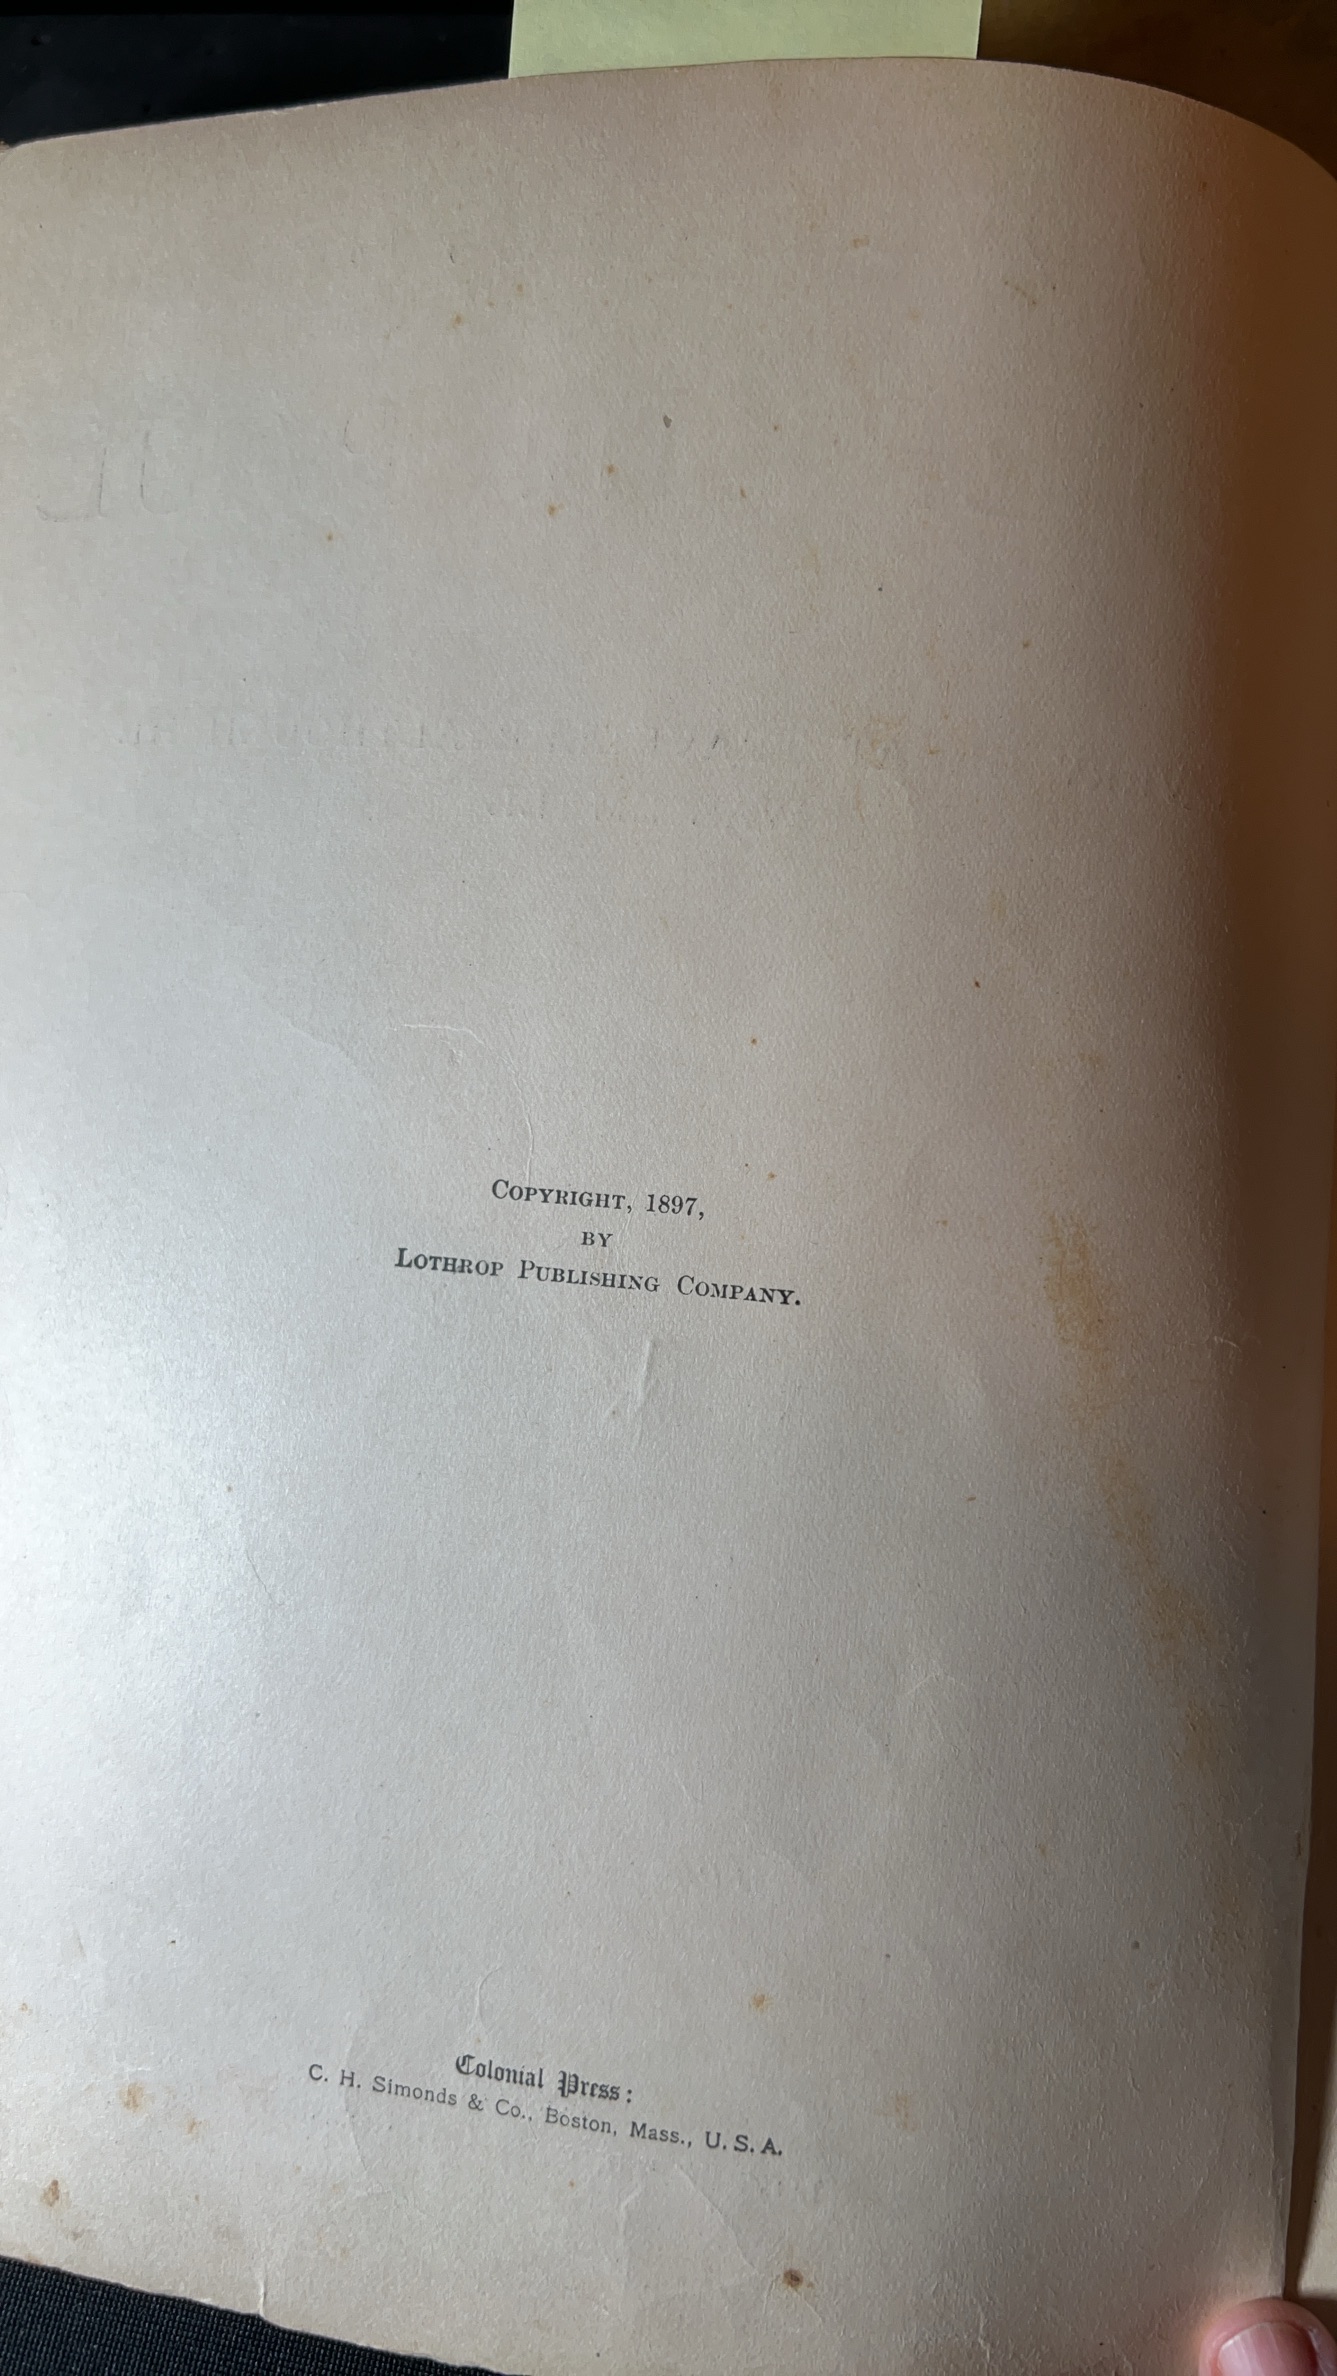 COPYRIGHT, 1897,
BY
LOTHROP PUBLISHING COMPANY.
Colonial Press:
C. H. Simonds & Co., Boston, Mass., U. S. A.